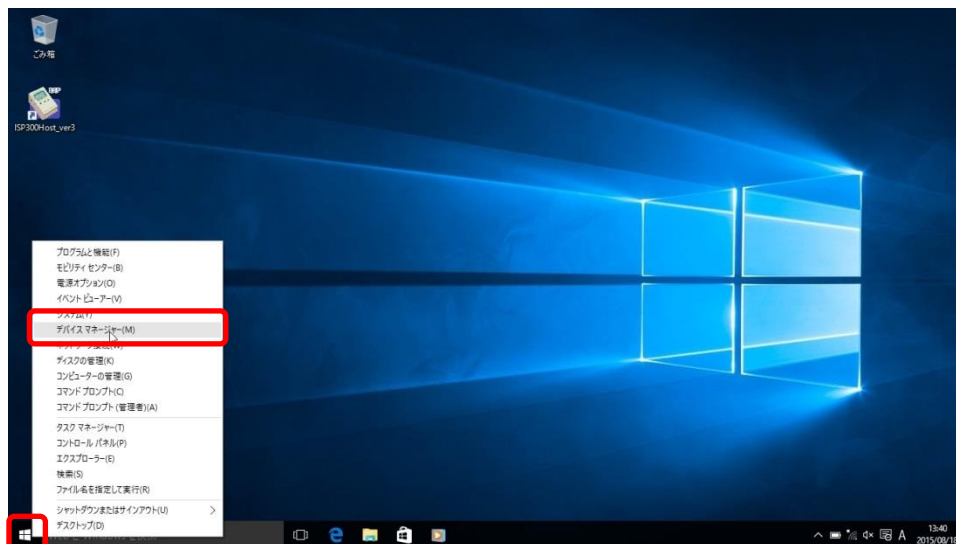 ごみ箱
ISP300Host_ver3
プログラムと機能(F)
モビリティ センター(B)
電源オプション(O)
イベント ビューアー(V)
システム(Y)
デバイス マネージャー(M)
ディスクの管理(K)
コンピューターの管理(G)
コマンド プロンプト(C)
コマンド プロンプト (管理者)(A)
タスク マネージャー(T)
コントロール パネル(P)
エクスプローラー(E)
検索(S)
ファイル名を指定して実行(R)
シャットダウンまたはサインアウト(U)
デスクトップ(D)
A
13:40
2015/08/18